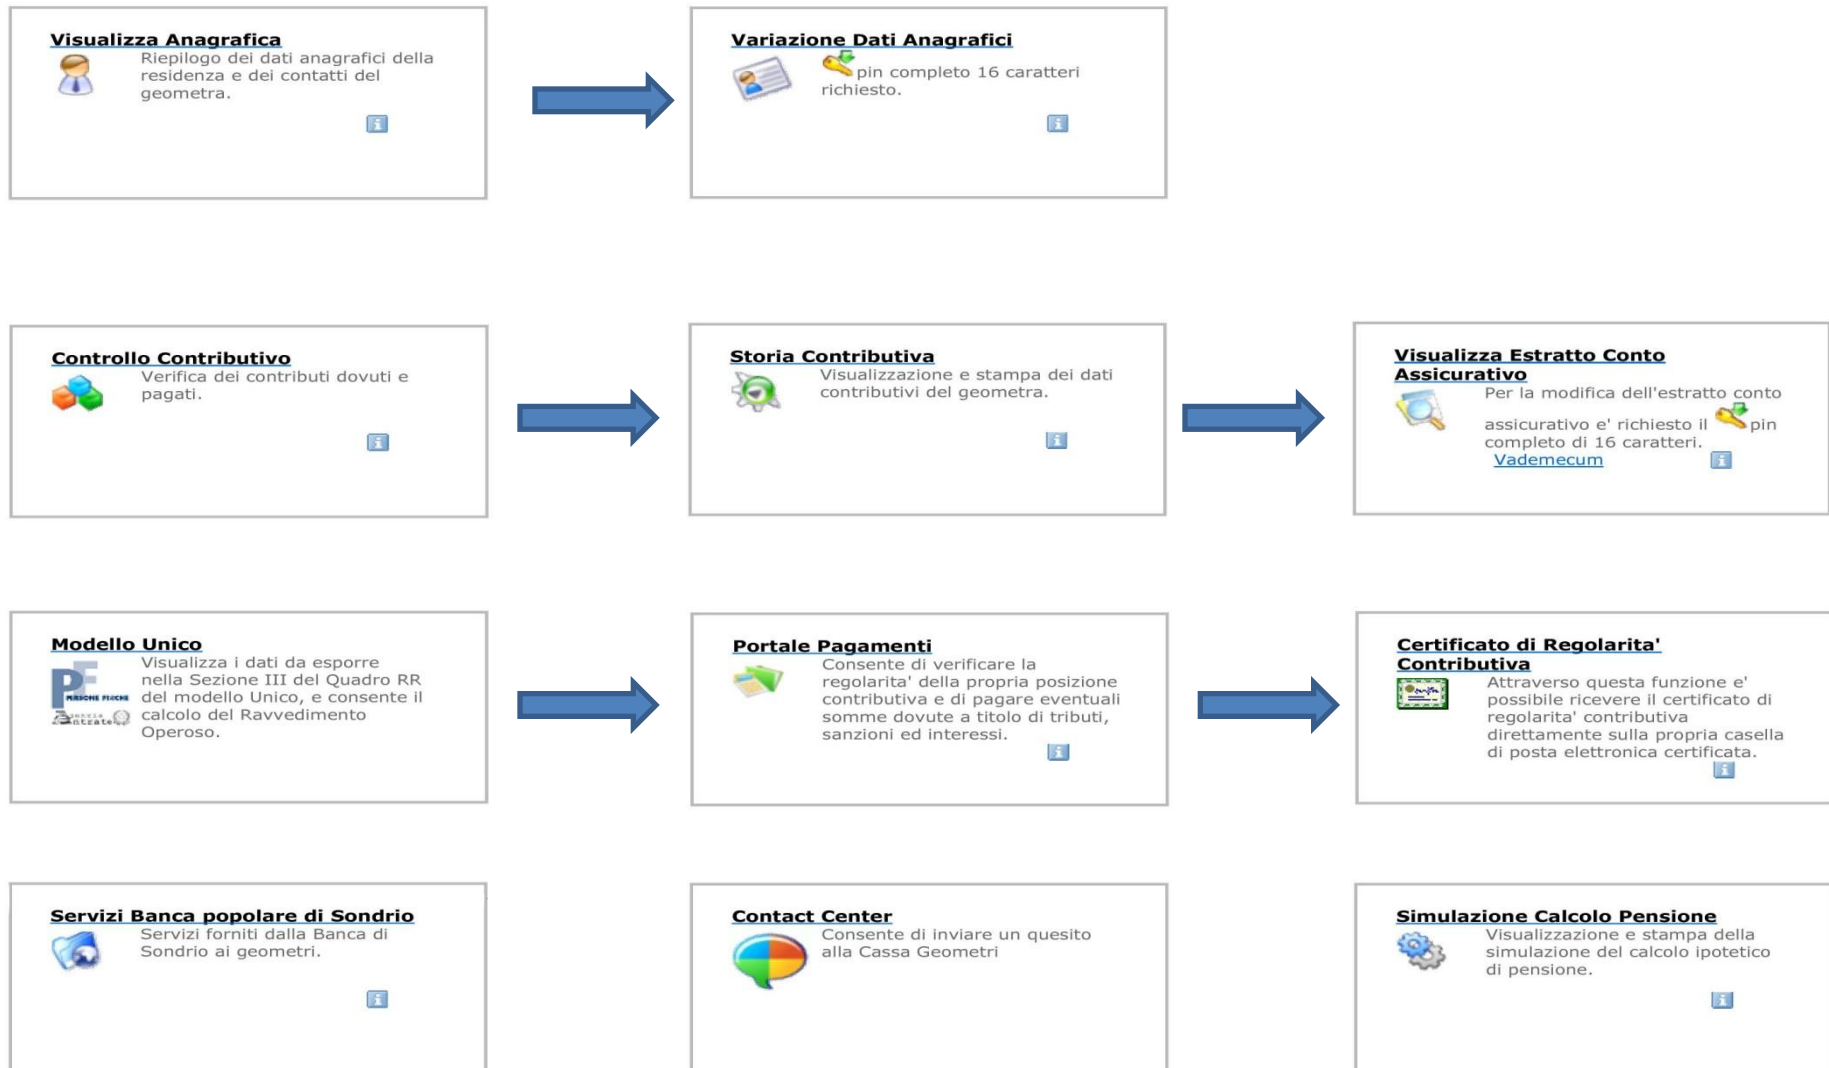 Visualizza Anagrafica
Riepilogo dei dati anagrafici della
residenza e dei contatti del
geometra.
Variazione Dati Anagrafici
pin completo 16 caratteri
richiesto.
Controllo Contributivo
Verifica dei contributi dovuti e
pagati.
Storia Contributiva
Visualizzazione e stampa dei dati
contributivi del geometra.
Visualizza Estratto Conto
Assicurativo
Per la modifica dell'estratto conto
assicurativo e' richiesto il pin
completo di 16 caratteri.
Vademecum
Modello Unico
Visualizza i dati da esporre
nella Sezione III del Quadro RR
del modello Unico, e consente il
calcolo del Ravvedimento
Operoso.
PF
PERSONE FISICHE
Agenzia
Entrate
Portale Pagamenti
Consente di verificare la
regolarita' della propria posizione
contributiva e di pagare eventuali
somme dovute a titolo di tributi,
sanzioni ed interessi.
Certificato di Regolarita'
Contributiva
Attraverso questa funzione e'
possibile ricevere il certificato di
regolarita' contributiva
direttamente sulla propria casella
di posta elettronica certificata.
Servizi Banca popolare di Sondrio
Servizi forniti dalla Banca di
Sondrio ai geometri.
Contact Center
Consente di inviare un quesito
alla Cassa Geometri
Simulazione Calcolo Pensione
Visualizzazione e stampa della
simulazione del calcolo ipotetico
di pensione.